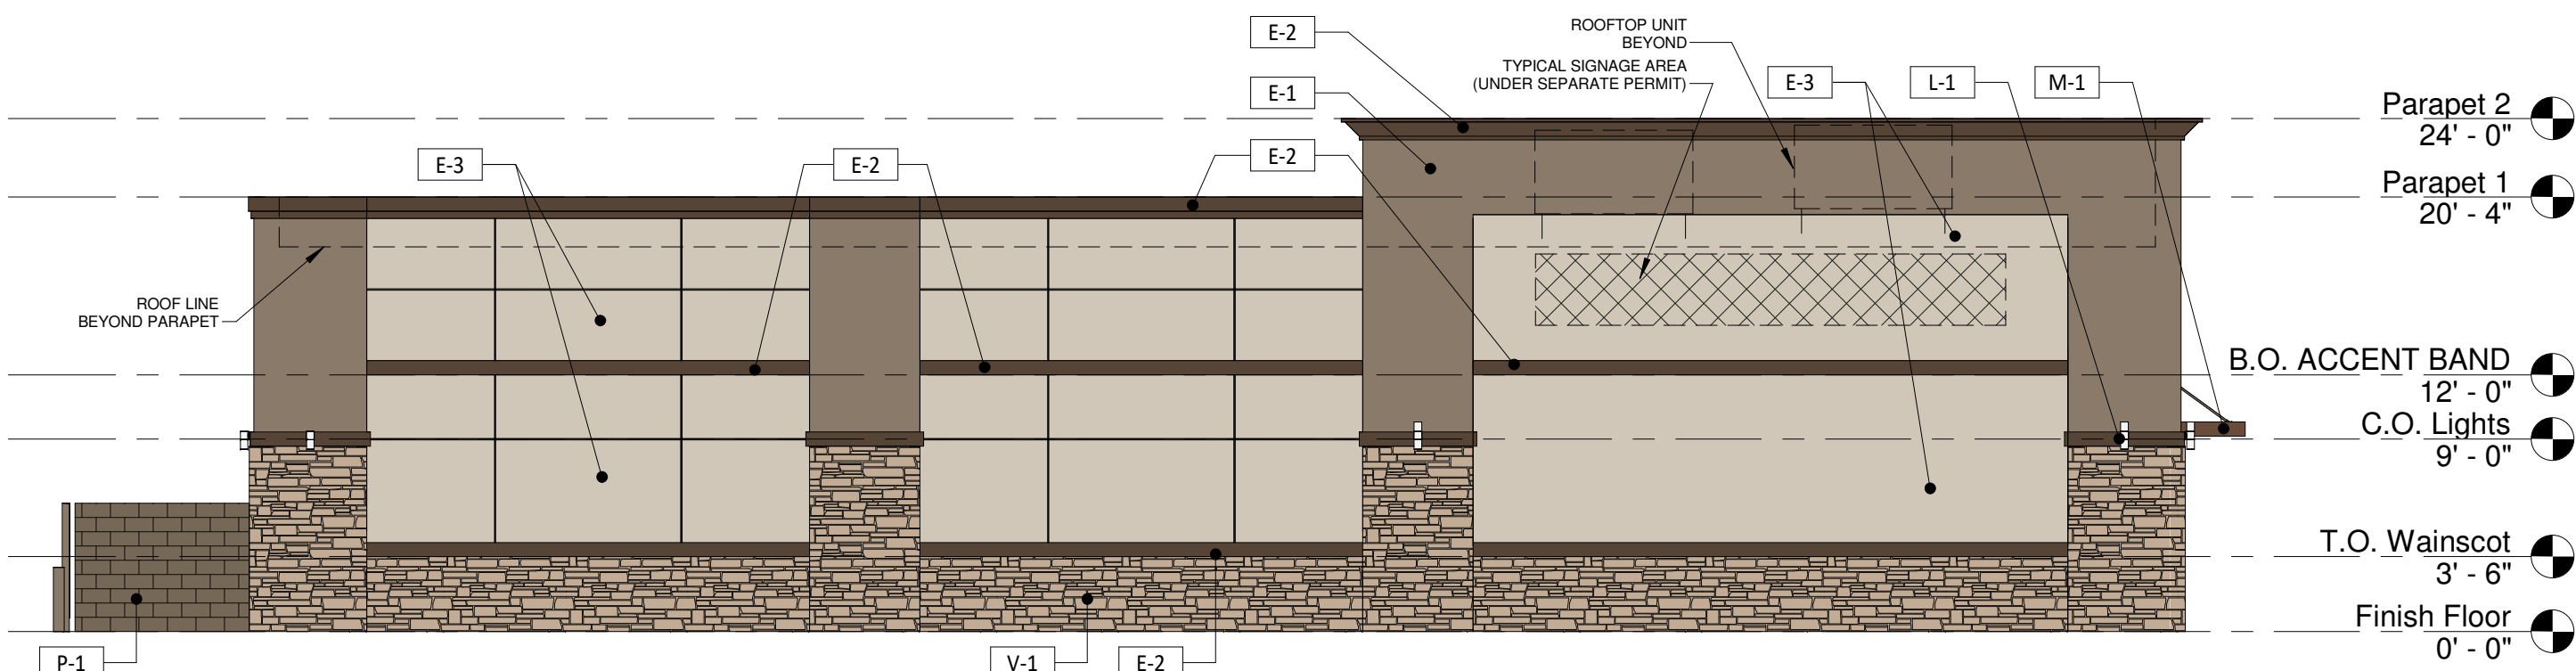 E-2
ROOFTOP UNIT
BEYOND
TYPICAL SIGNAGE AREA
(UNDER SEPARATE PERMIT)
E-1
E-3
L-1
M-1
Parapet 2
24' - 0"
E-3
E-2
E-2
Parapet 1
20' - 4"
ROOF LINE
BEYOND PARAPET
B.O. ACCENT BAND
12' - 0"
C.O. Lights
9' - 0"
T.O. Wainscot
3' - 6"
Finish Floor
0' - 0"
P-1
V-1
E-2